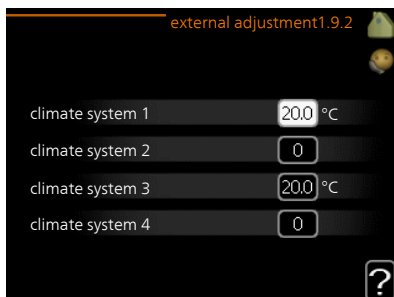 external adjustment1.9.2
climate system 1 20.0 °C
climate system 2 0
climate system 3 20.0 °C
climate system 4 0
?